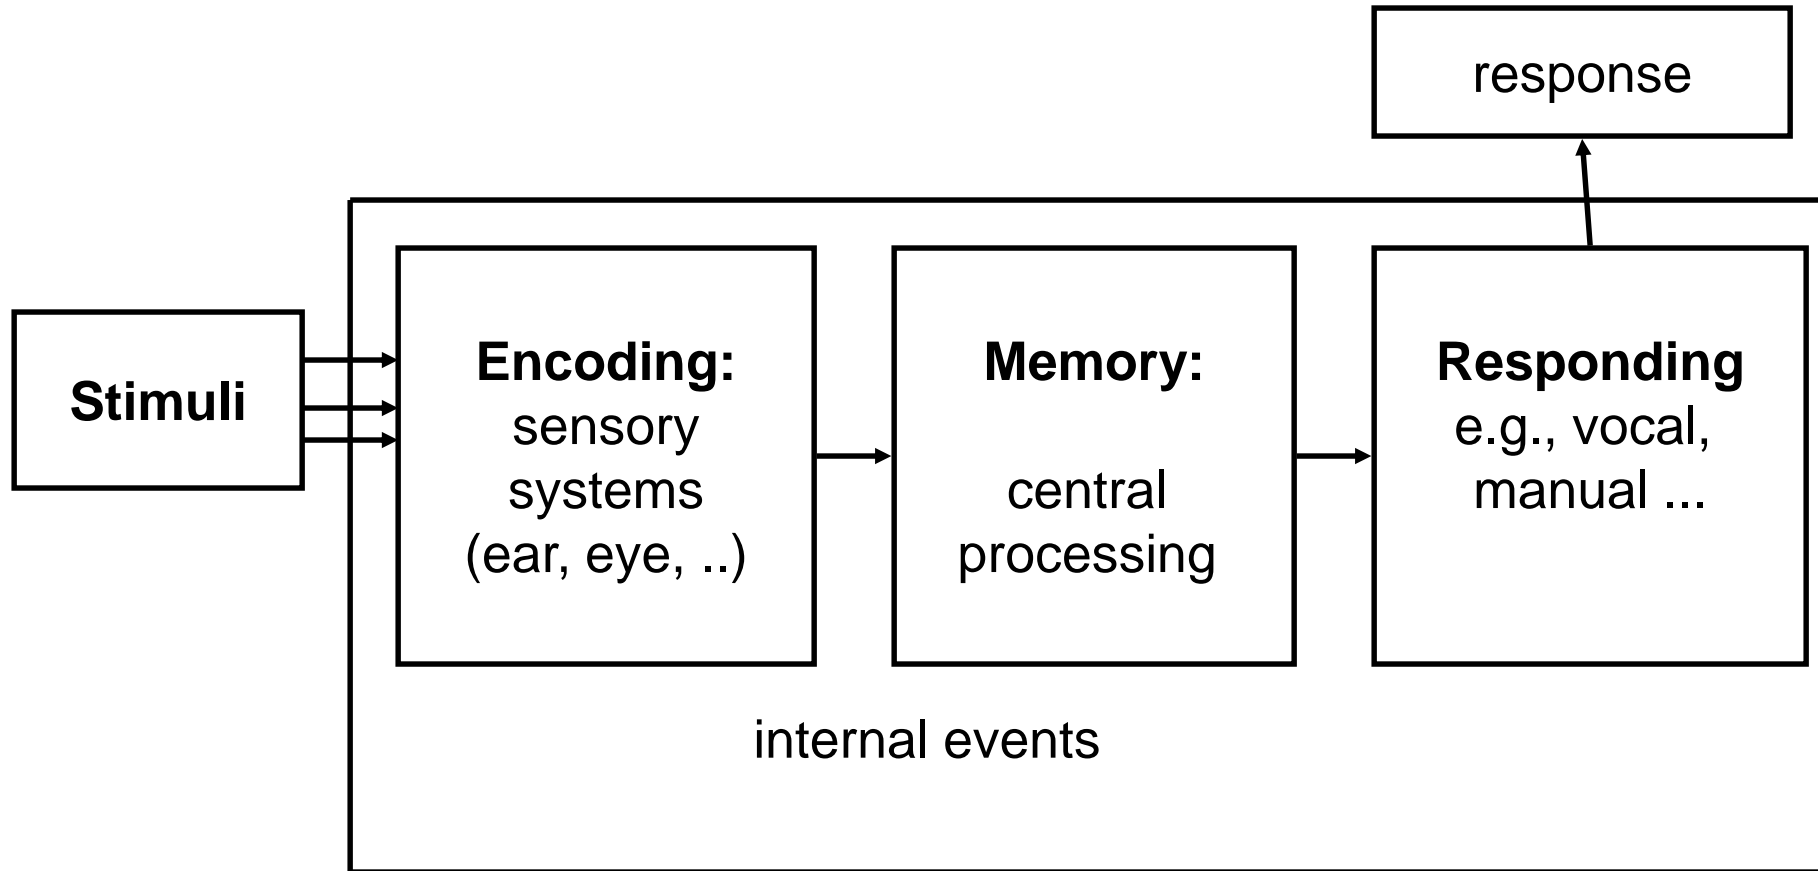 response
Stimuli
Encoding:
sensory
systems
(ear, eye, ..)
Memory:
central
processing
Responding
e.g., vocal,
manual ...
internal events